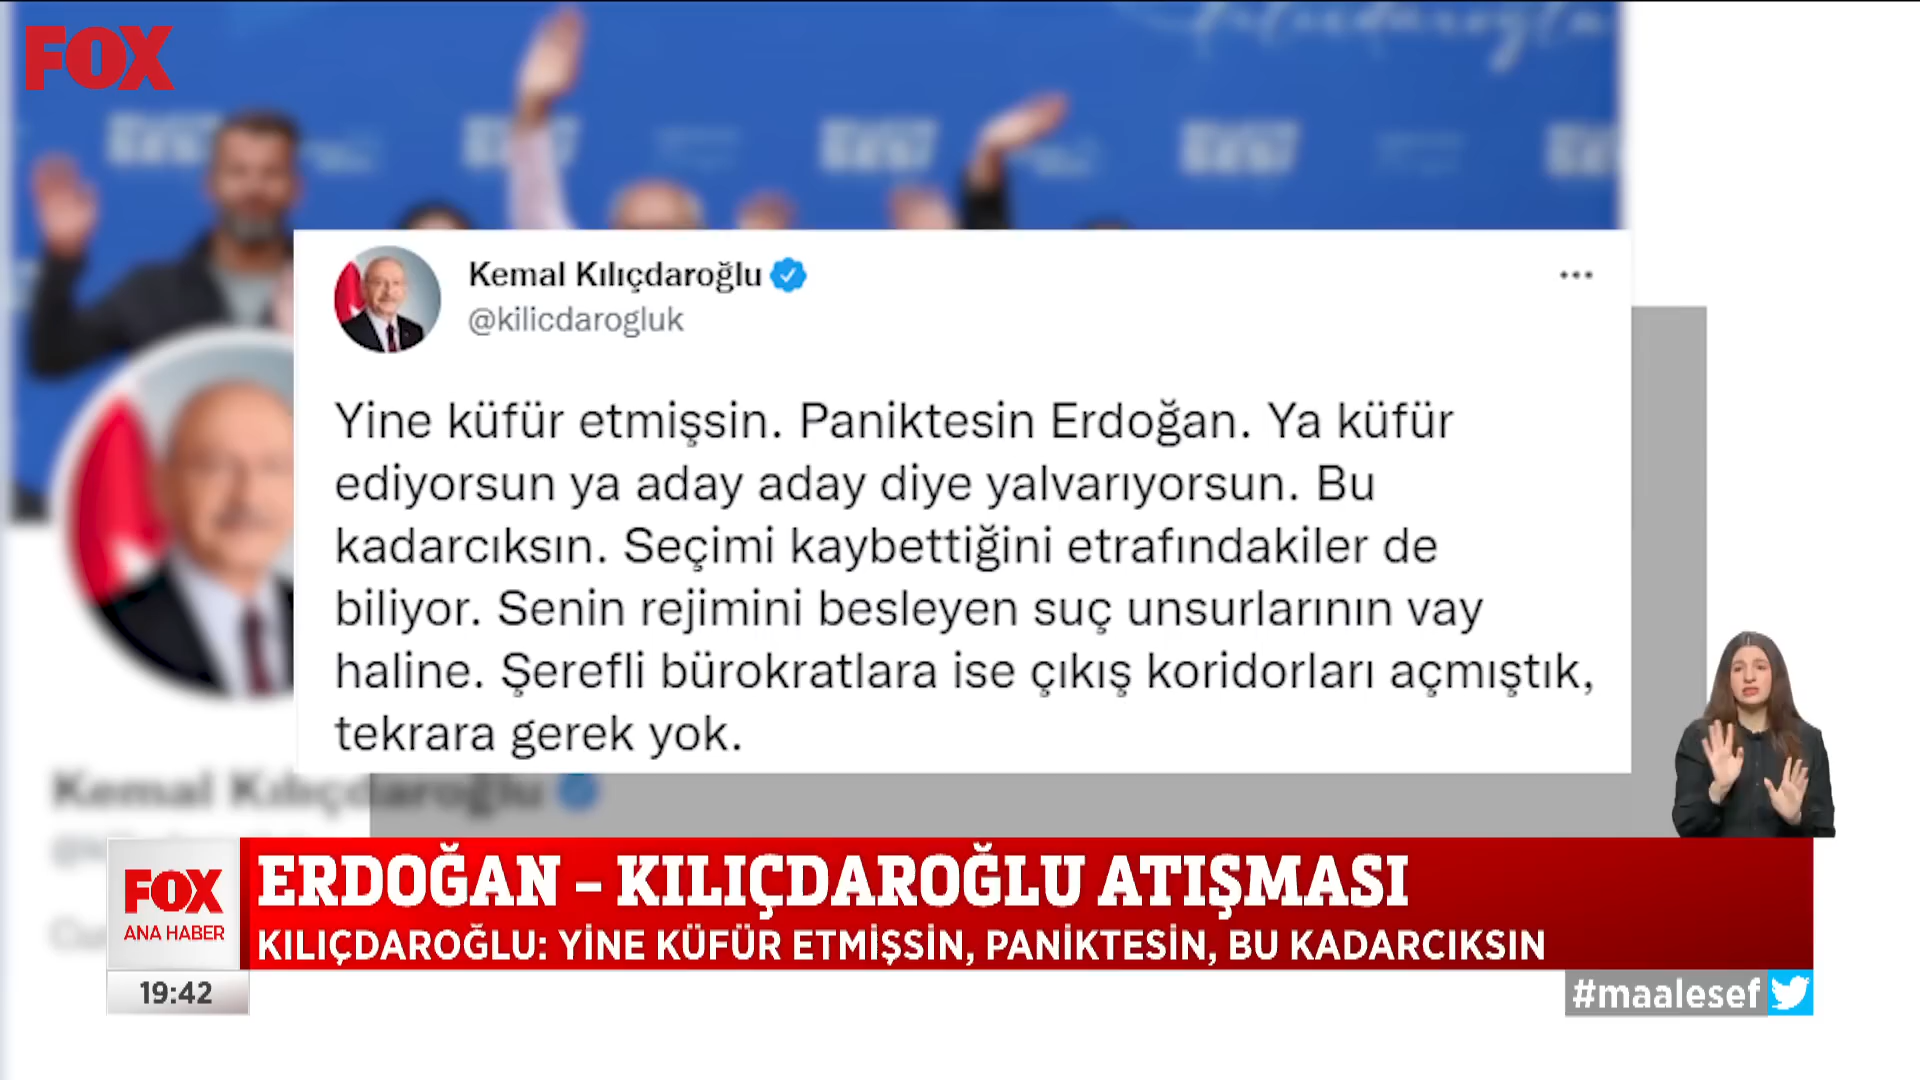 FOX
Kemal Kılıçdaroğlu
@kilicdarogluk
Yine küfür etmişsin. Paniktesin Erdoğan. Ya küfür
ediyorsun ya aday aday diye yalvarıyorsun. Bu
kadarcıksın. Seçimi kaybettiğini etrafındakiler de
biliyor. Senin rejimini besleyen suç unsurlarının vay
haline. Şerefli bürokratlara ise çıkış koridorları açmıştık,
tekrara gerek yok.
Kemal Kılıçdaroğlu
FOX
ANA HABER
ERDOĞAN – KILIÇDAROĞLU ATIŞMASI
KILIÇDAROĞLU: YİNE KÜFÜR ETMİŞSİN, PANİKTESİN, BU KADARCIKSIN
19:42
#maalesef